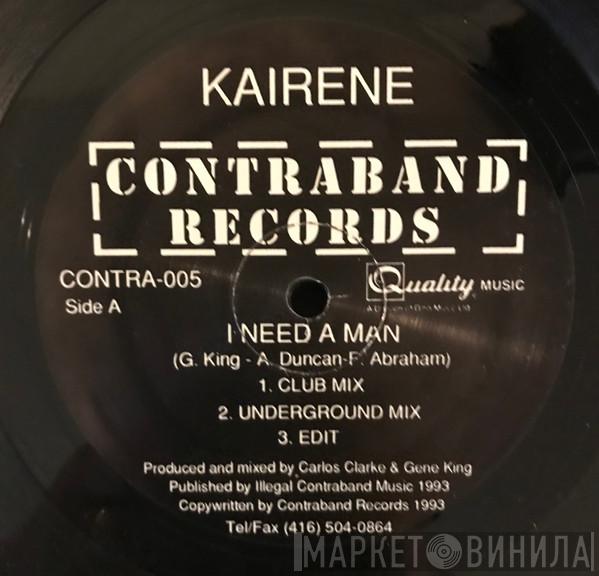 KAIRENE
CONTRABAND
RECORDS
CONTRA-005
Side A
Quality MUSIC
I NEED A MAN
(G. King - A. Duncan-F. Abraham)
1. CLUB MIX
2. UNDERGROUND MIX
3. EDIT
Produced and mixed by Carlos Clarke & Gene King
Published by Illegal Contraband Music 1993
Copywritten by Contraband Records 1993
Tel/Fax (416) 504-0864
МАРКЕТ ВИНИЛА